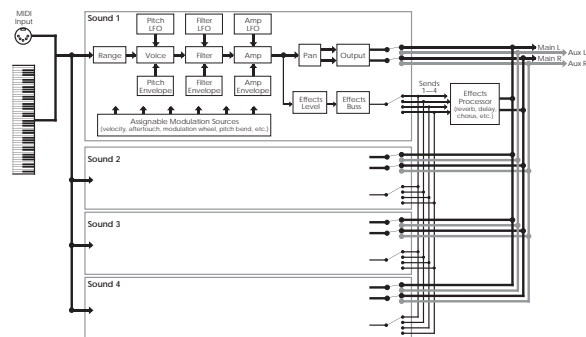 MIDI
Input
Sound 1
Pitch
LFO
Filter
LFO
Amp
LFO
Range
Voice
Filter
Amp
Pan
Output
Main L
Aux L
Main R
Aux R
Pitch
Envelope
Filter
Envelope
Amp
Envelope
Effects
Level
Effects
Buss
Sends
1—4
Effects
Processor
(reverb, delay,
chorus, etc.)
Assignable Modulation Sources
(velocity, aftertouch, modulation wheel, pitch bend, etc.)
Sound 2
Sound 3
Sound 4